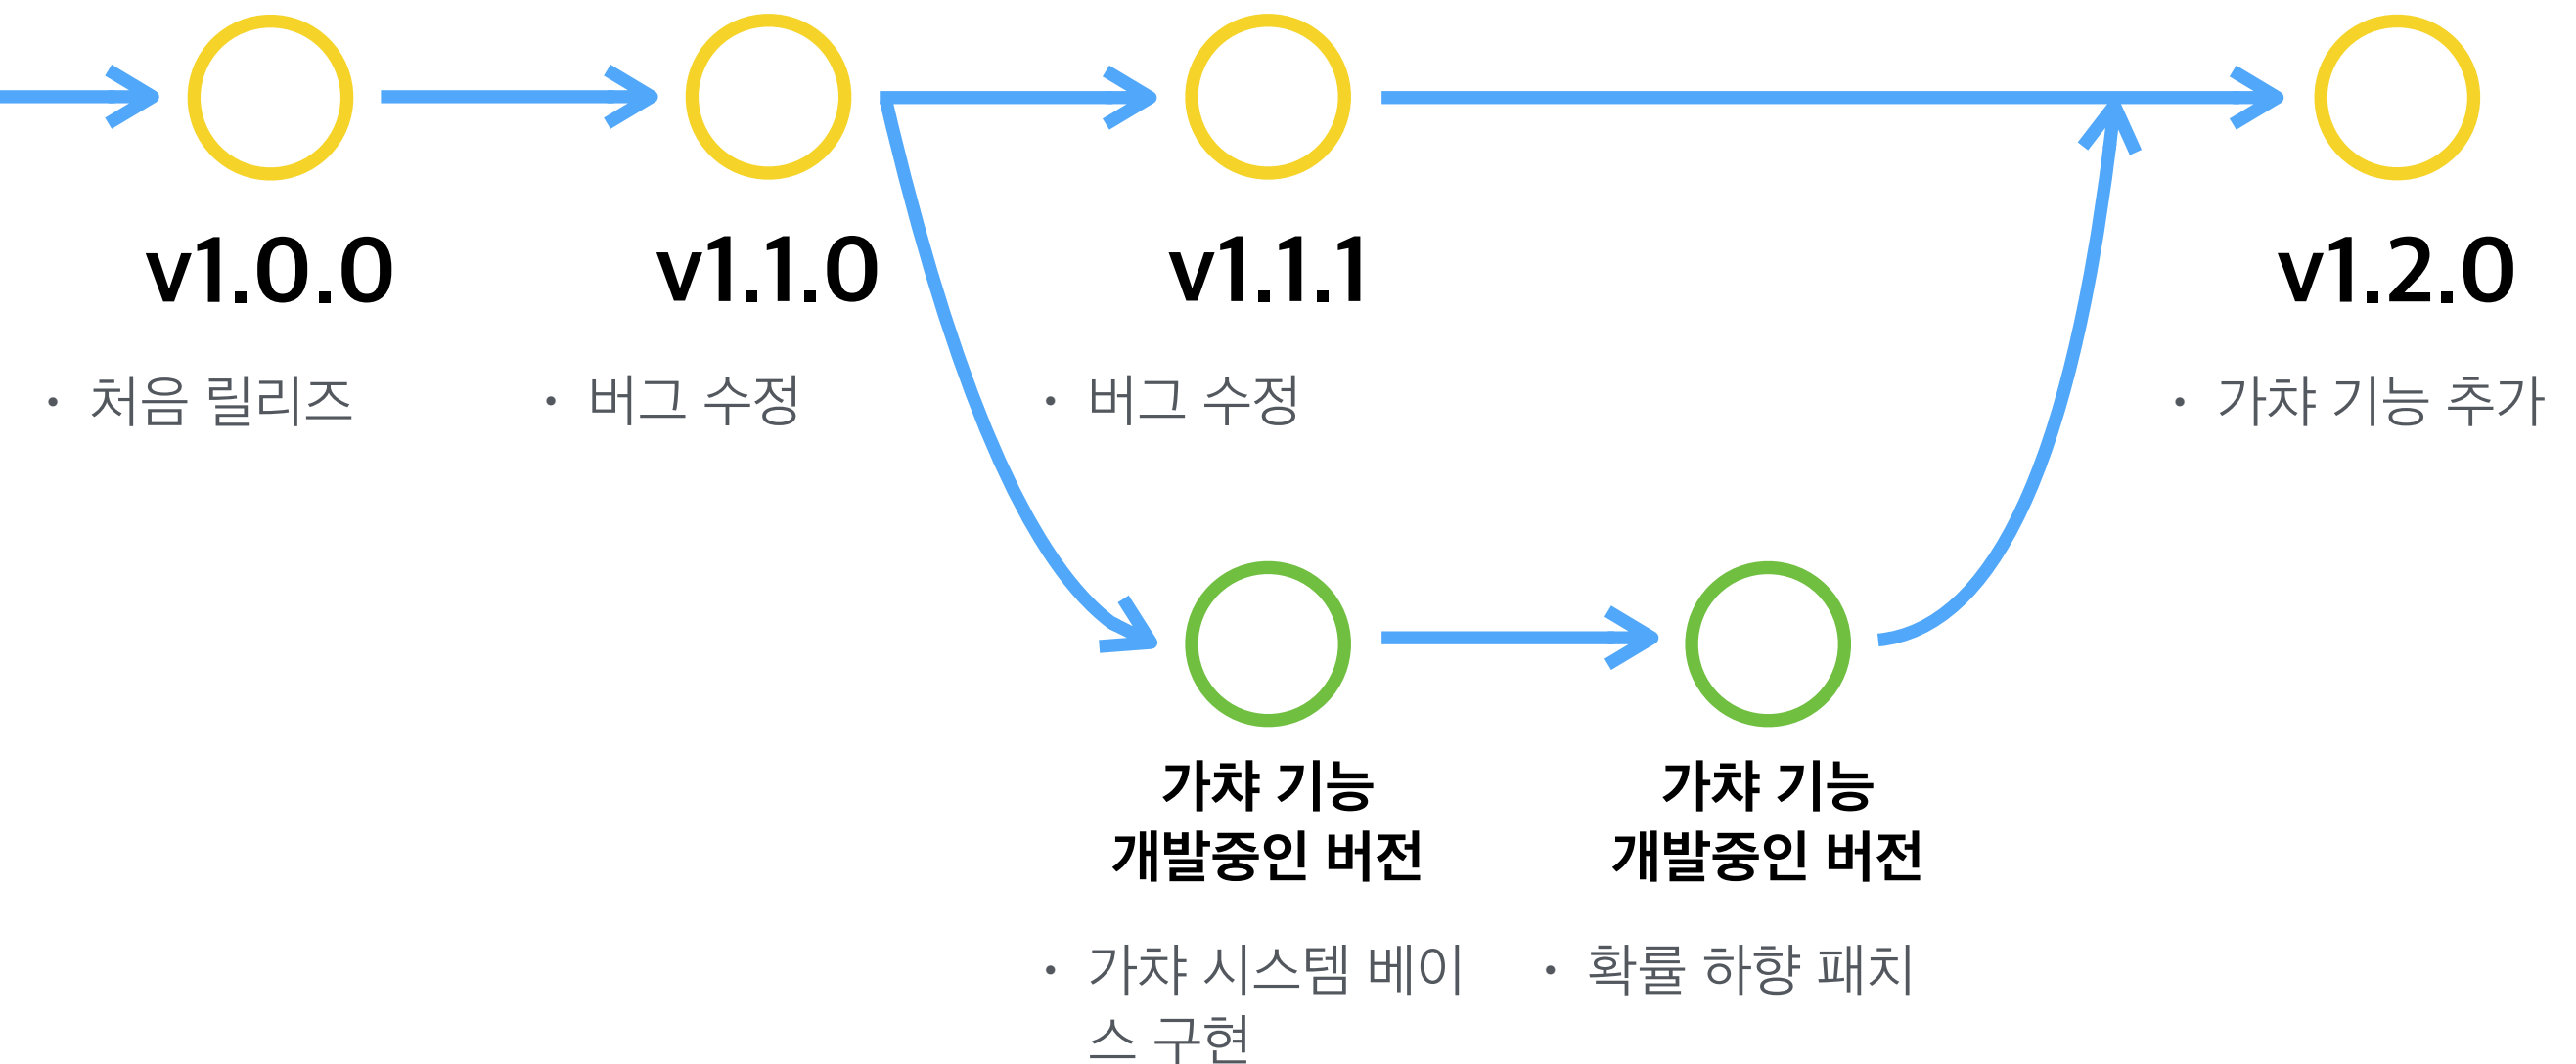 v1.0.0
• 처음 릴리즈
v1.1.0
• 버그 수정
v1.1.1
• 버그 수정
v1.2.0
• 가챠 기능 추가
가챠 기능
개발중인 버전
• 가챠 시스템 베이
스 구현
가챠 기능
개발중인 버전
• 확률 하향 패치